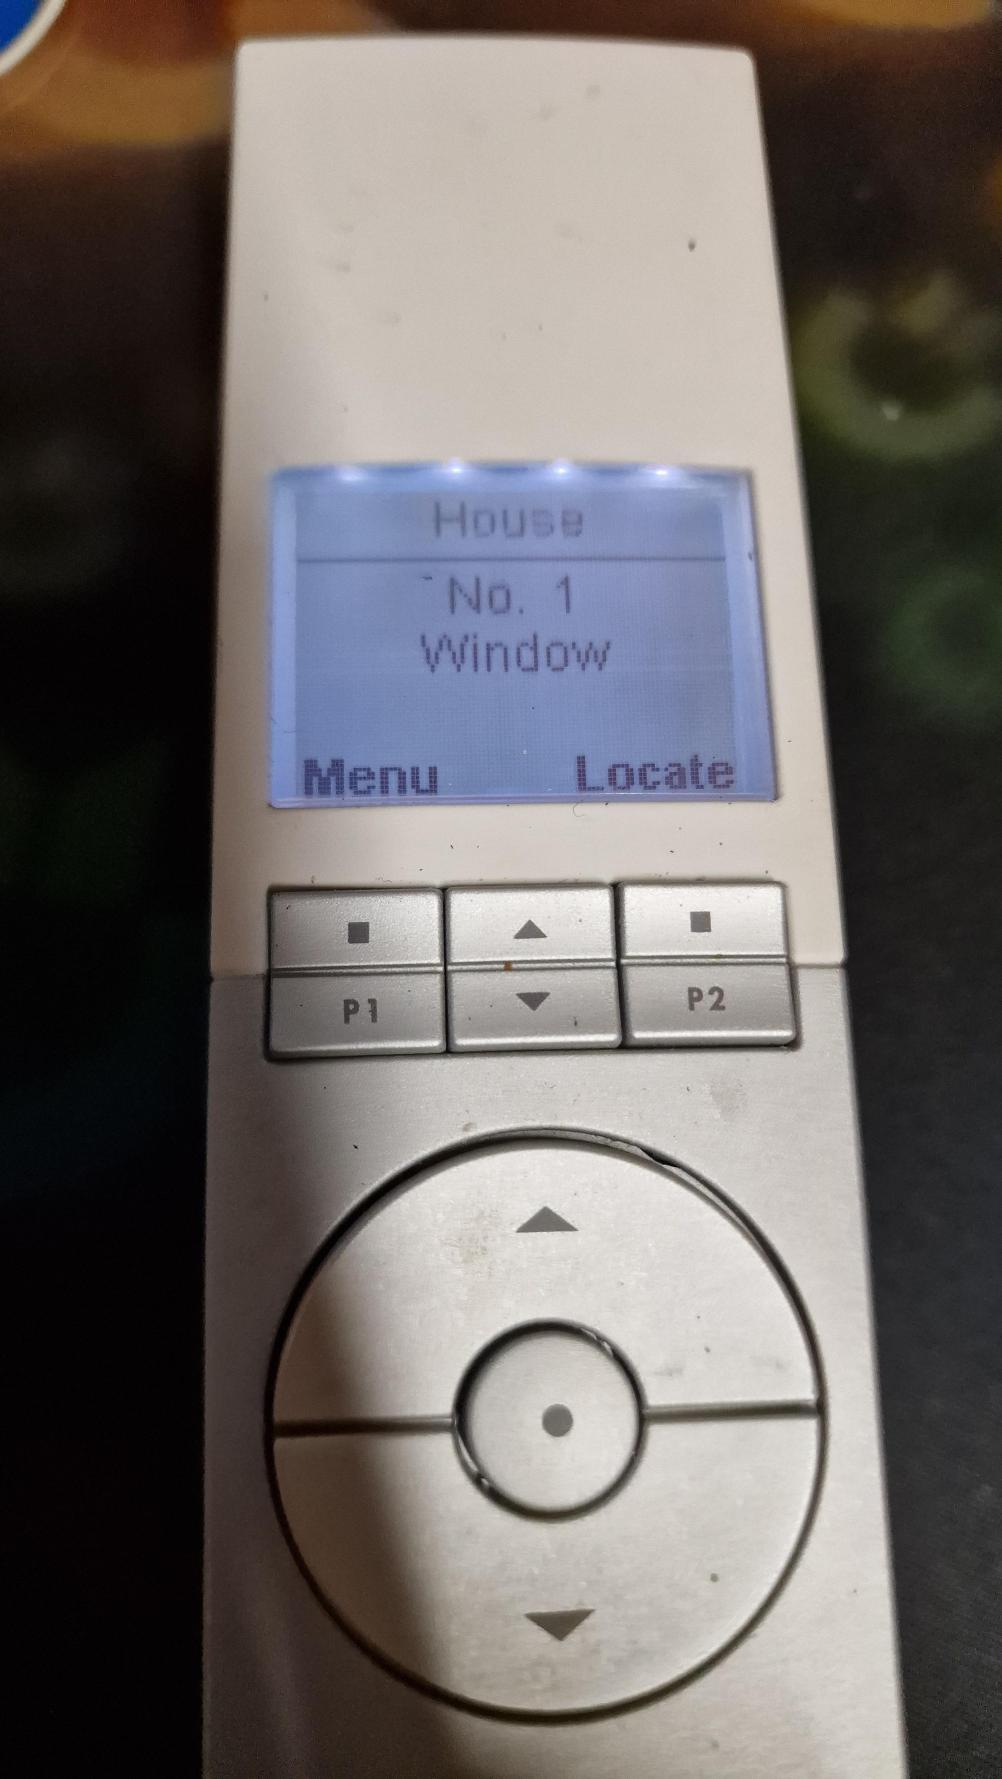 House
No. 1
Window
Menu Locate
P1 P2